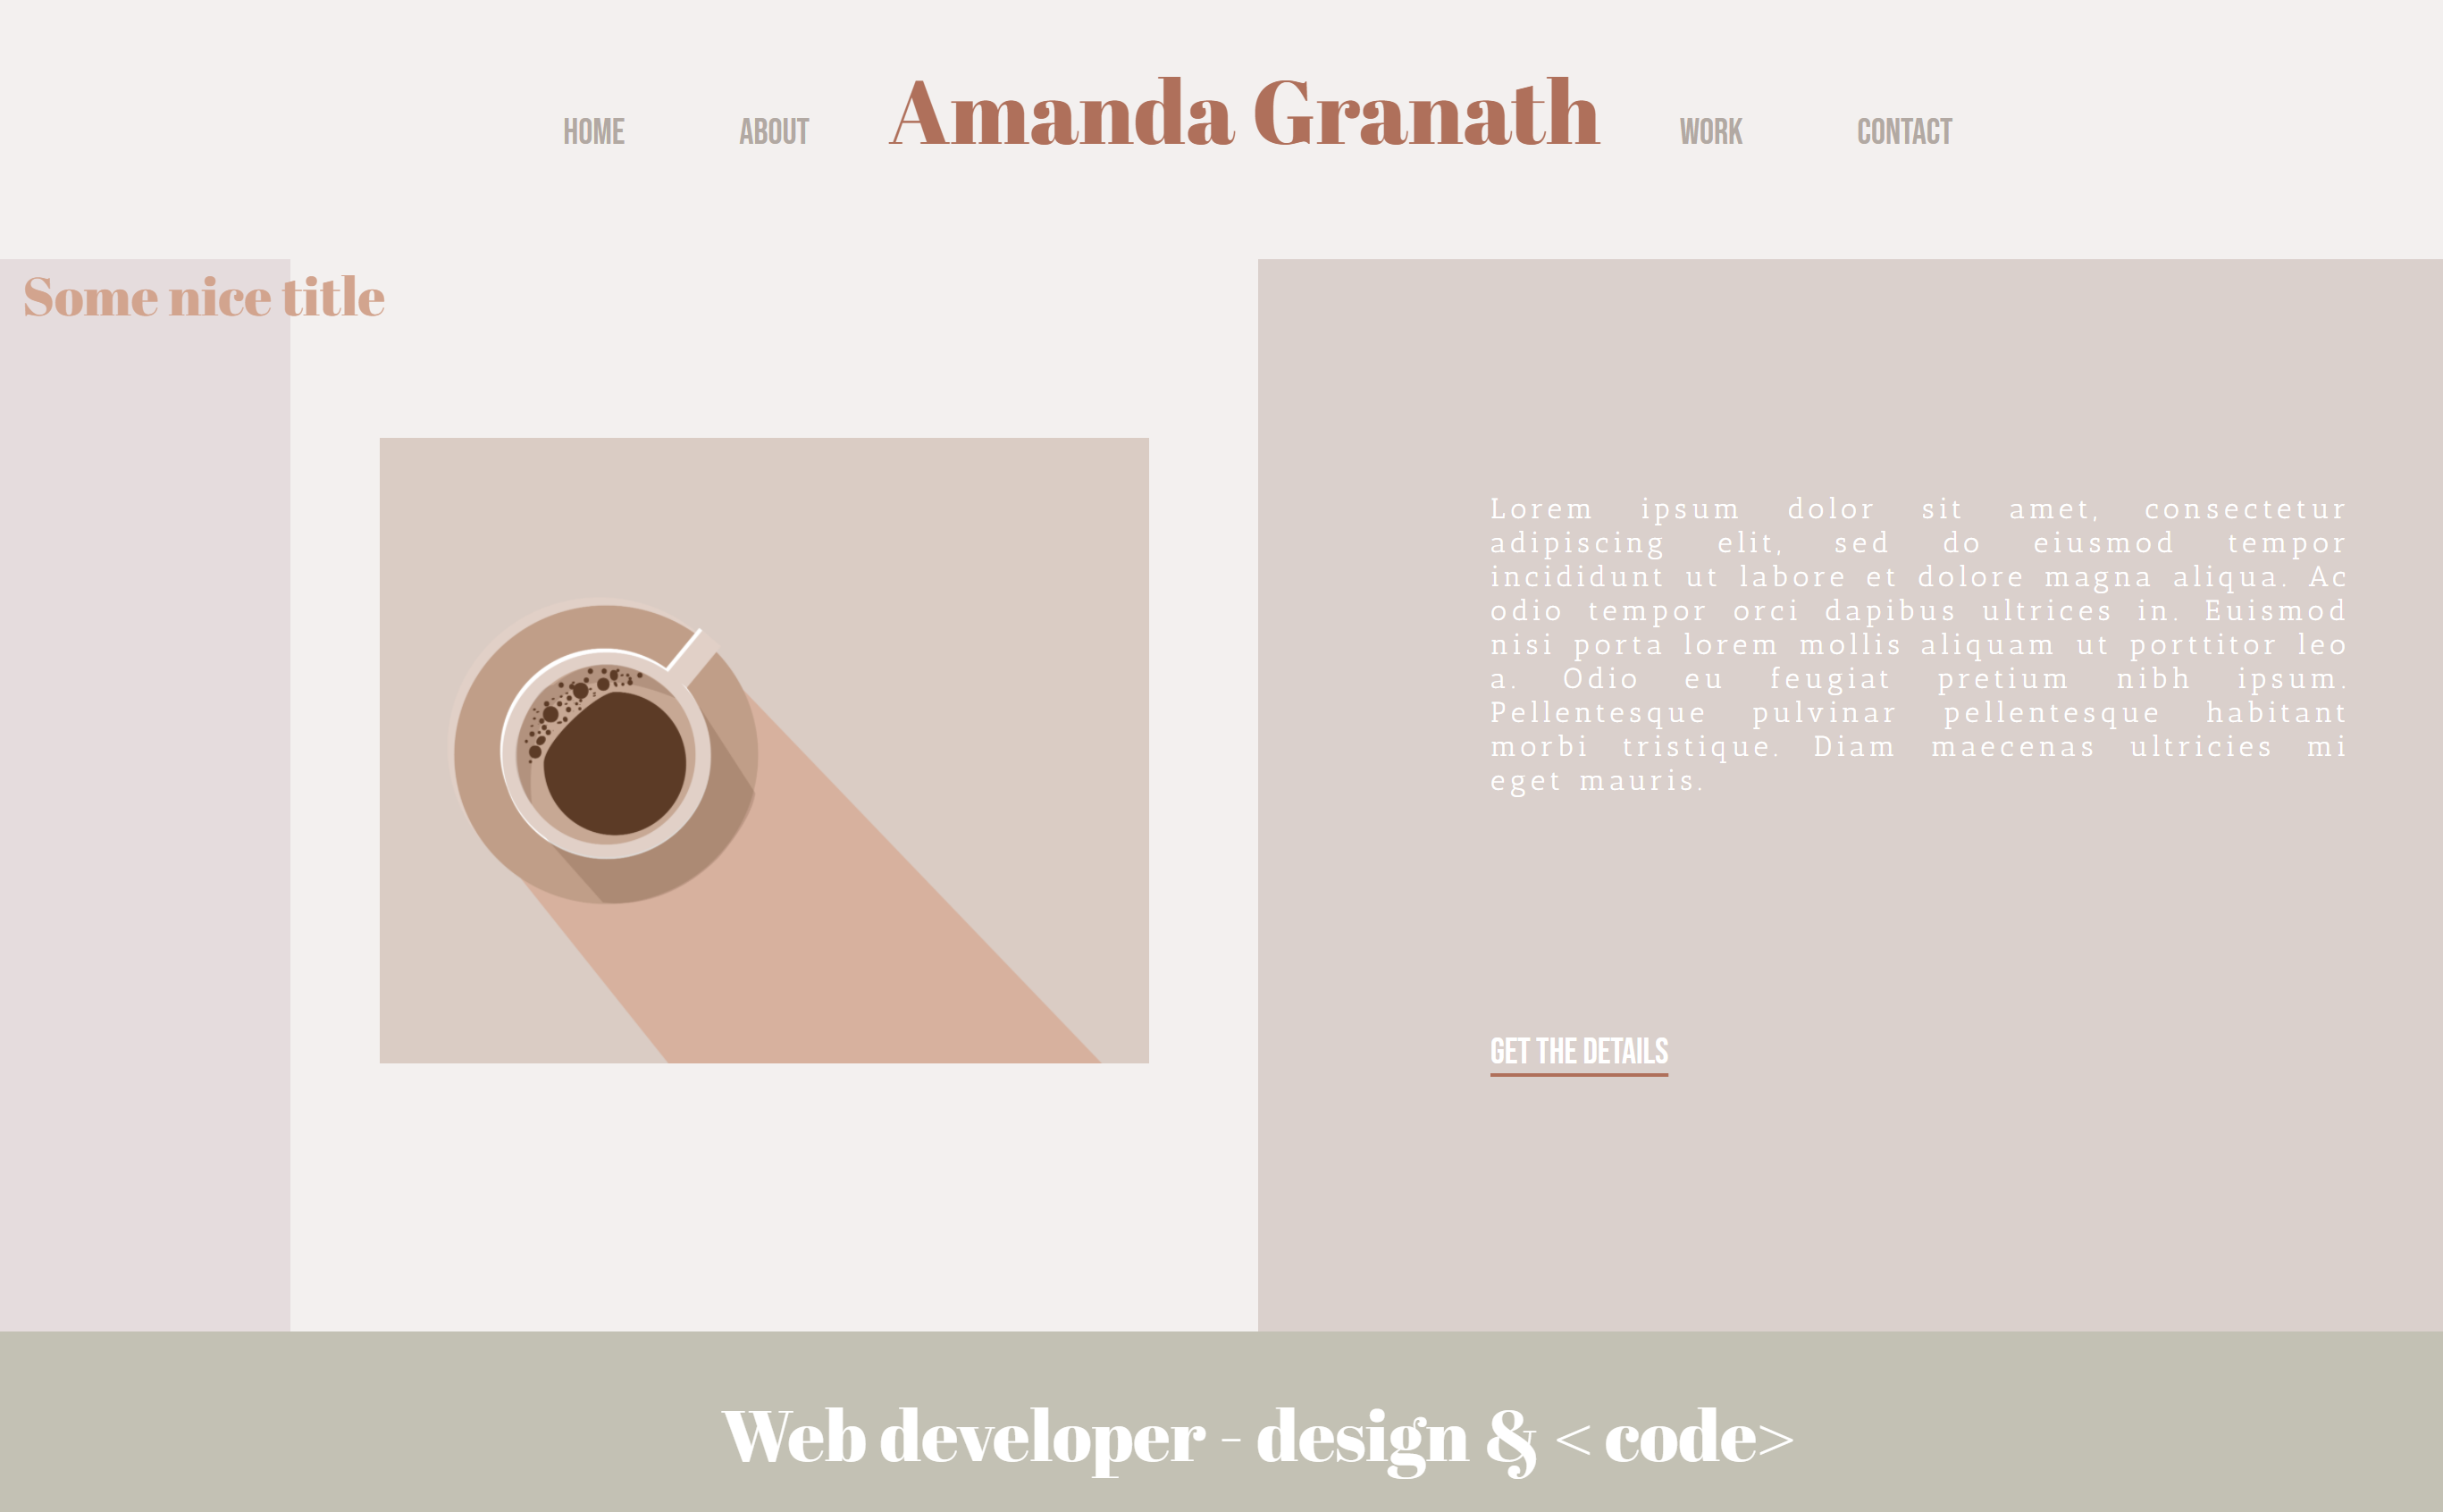 HOME ABOUT Amanda Granath WORK CONTACT
Some nice title
Lorem ipsum dolor sit amet, consectetur
adipiscing elit, sed do eiusmod tempor
incididunt ut labore et dolore magna aliqua. Ac
odio tempor orci dapibus ultrices in. Euismod
nisi porta lorem mollis aliquam ut porttitor leo
a. Odio eu feugiat pretium nibh ipsum.
Pellentesque pulvinar pellentesque habitant
morbi tristique. Diam maecenas ultricies mi
eget mauris.
GET THE DETAILS
Web developer - design & < code>